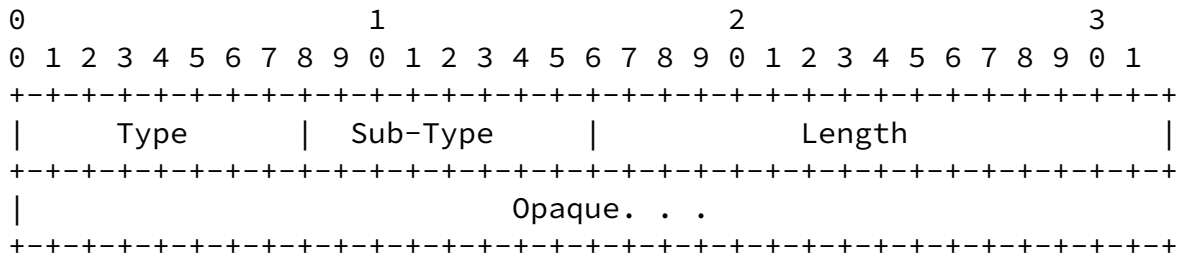 0                   1                   2                   3
0 1 2 3 4 5 6 7 8 9 0 1 2 3 4 5 6 7 8 9 0 1 2 3 4 5 6 7 8 9 0 1
+-+-+-+-+-+-+-+-+-+-+-+-+-+-+-+-+-+-+-+-+-+-+-+-+-+-+-+-+-+-+-+-+
|     Type      |  Sub-Type     |           Length              |
+-+-+-+-+-+-+-+-+-+-+-+-+-+-+-+-+-+-+-+-+-+-+-+-+-+-+-+-+-+-+-+-+
|                           Opaque. . .
+-+-+-+-+-+-+-+-+-+-+-+-+-+-+-+-+-+-+-+-+-+-+-+-+-+-+-+-+-+-+-+-+